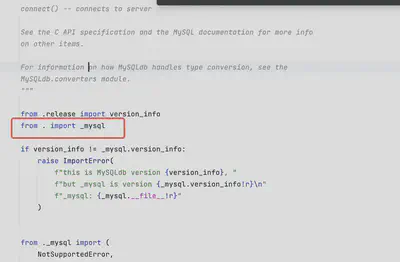 connect() -- connects to server
See the C API specification and the MySQL documentation for more info
on other items.
For information on how MySQLdb handles type conversion, see the
MySQLdb.converters module.
"""
from .release import version_info
from . import _mysql
if version_info != _mysql.version_info:
raise ImportError(
f"this is MySQLdb version {version_info}, "
f"but _mysql is version {_mysql.version_info!r}\n"
f"_mysql: {_mysql.__file__!r}"
)
from ._mysql import (
NotSupportedError,